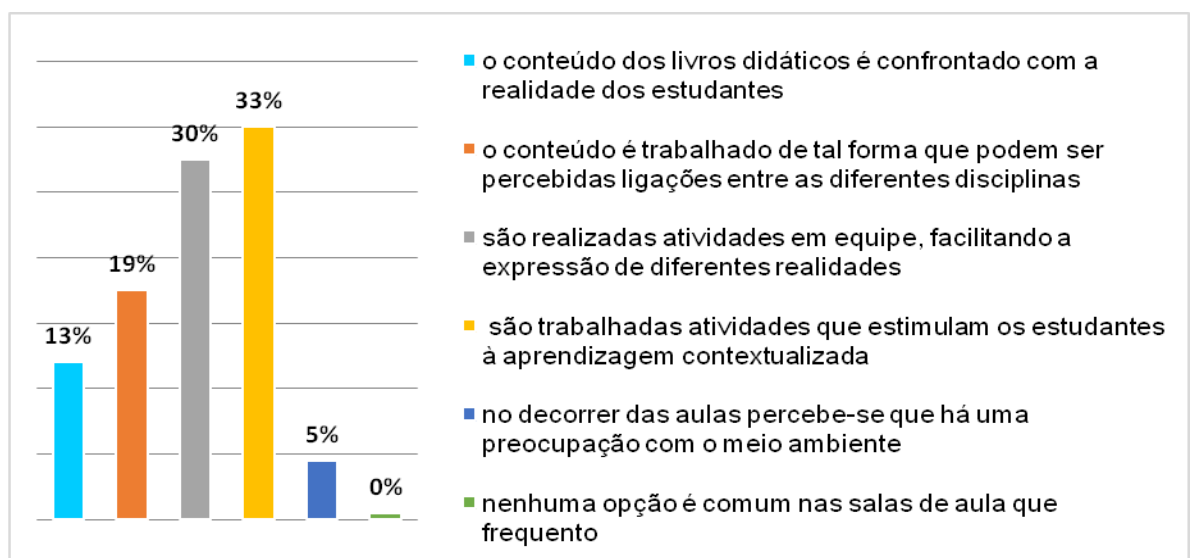 33%
30%
19%
13%
5%
0%
o conteúdo dos livros didáticos é confrontado com a
realidade dos estudantes
o conteúdo é trabalhado de tal forma que podem ser
percebidas ligações entre as diferentes disciplinas
são realizadas atividades em equipe, facilitando a
expressão de diferentes realidades
são trabalhadas atividades que estimulam os estudantes
à aprendizagem contextualizada
no decorrer das aulas percebe-se que há uma
preocupação com o meio ambiente
nenhuma opção é comum nas salas de aula que
frequento